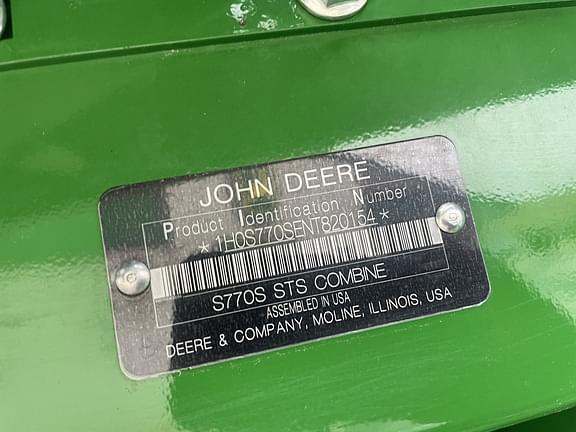 JOHN DEERE
Product Identification Number
* 1H0S770SENT820154 *
S770S STS COMBINE
ASSEMBLED IN USA
DEERE & COMPANY, MOLINE, ILLINOIS, USA